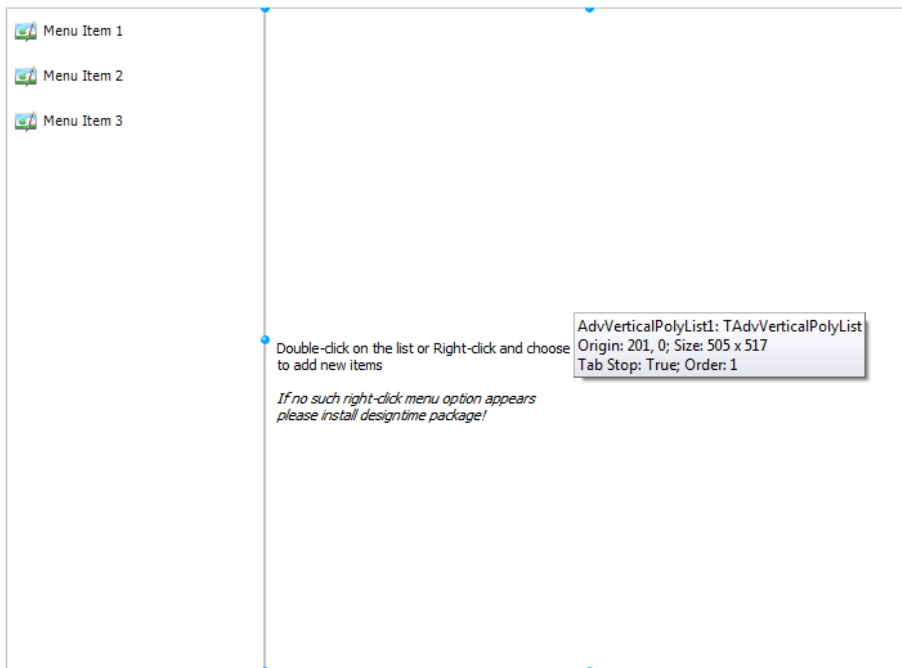 Menu Item 1
Menu Item 2
Menu Item 3
Double-click on the list or Right-click and choose
to add new items
If no such right-click menu option appears
please install designtime package!
AdvVerticalPolyList1: TAdvVerticalPolyList
Origin: 201, 0; Size: 505 x 517
Tab Stop: True; Order: 1